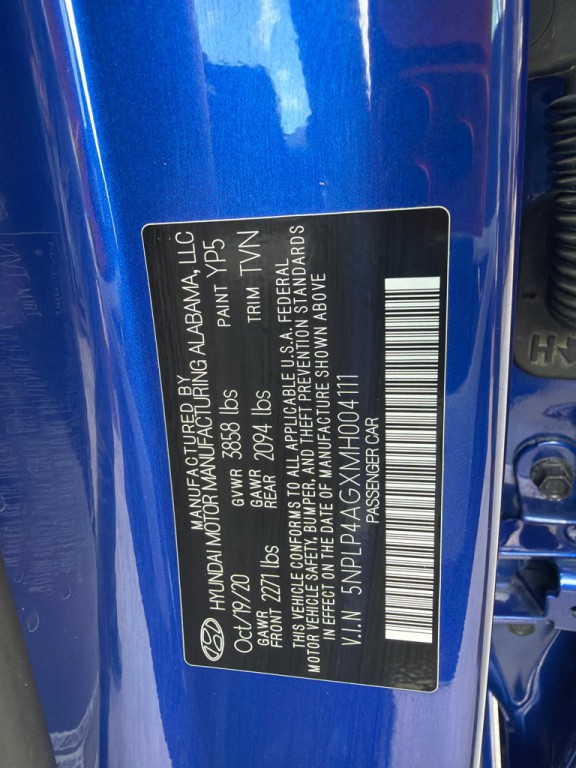 MANUFACTURED BY
HYUNDAI MOTOR MANUFACTURING ALABAMA, LLC
Oct/19/20 GVWR 3858 lbs PAINT YP5
GAWR FRONT 2271 lbs GAWR REAR 2094 lbs TRIM TVN
THIS VEHICLE CONFORMS TO ALL APPLICABLE U.S.A. FEDERAL
MOTOR VEHICLE SAFETY, BUMPER, AND THEFT PREVENTION STANDARDS
IN EFFECT ON THE DATE OF MANUFACTURE SHOWN ABOVE
V.I.N 5NPLP4AGXMH004111
PASSENGER CAR